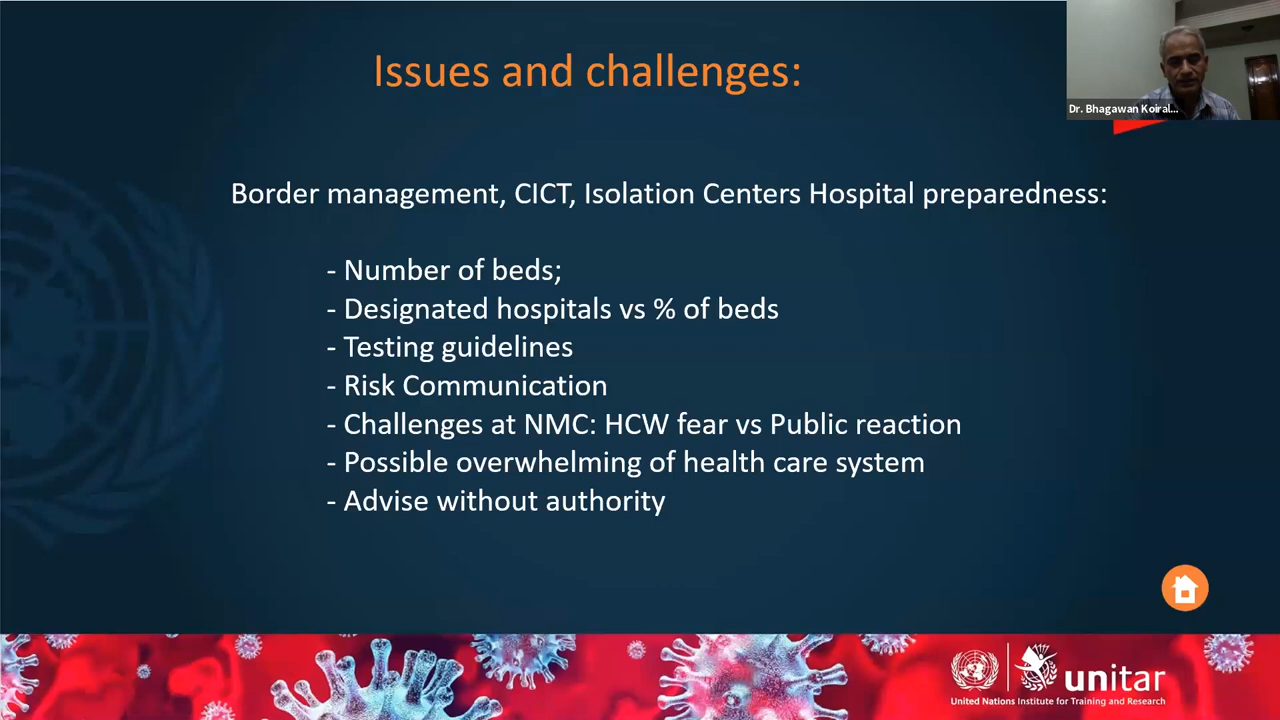 Issues and challenges:
Dr. Bhagawan Koiral...
Border management, CICT, Isolation Centers Hospital preparedness:
- Number of beds;
- Designated hospitals vs % of beds
- Testing guidelines
- Risk Communication
- Challenges at NMC: HCW fear vs Public reaction
- Possible overwhelming of health care system
- Advise without authority
unitar
United Nations Institute for Training and Research